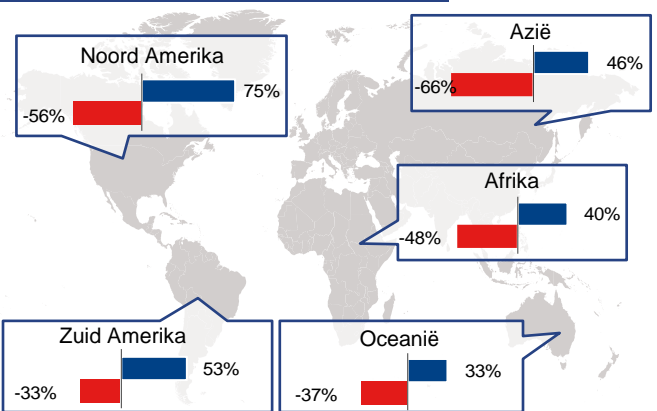 Noord Amerika
75%
-56%
Azië
46%
-66%
Afrika
40%
-48%
Zuid Amerika
53%
-33%
Oceanië
33%
-37%